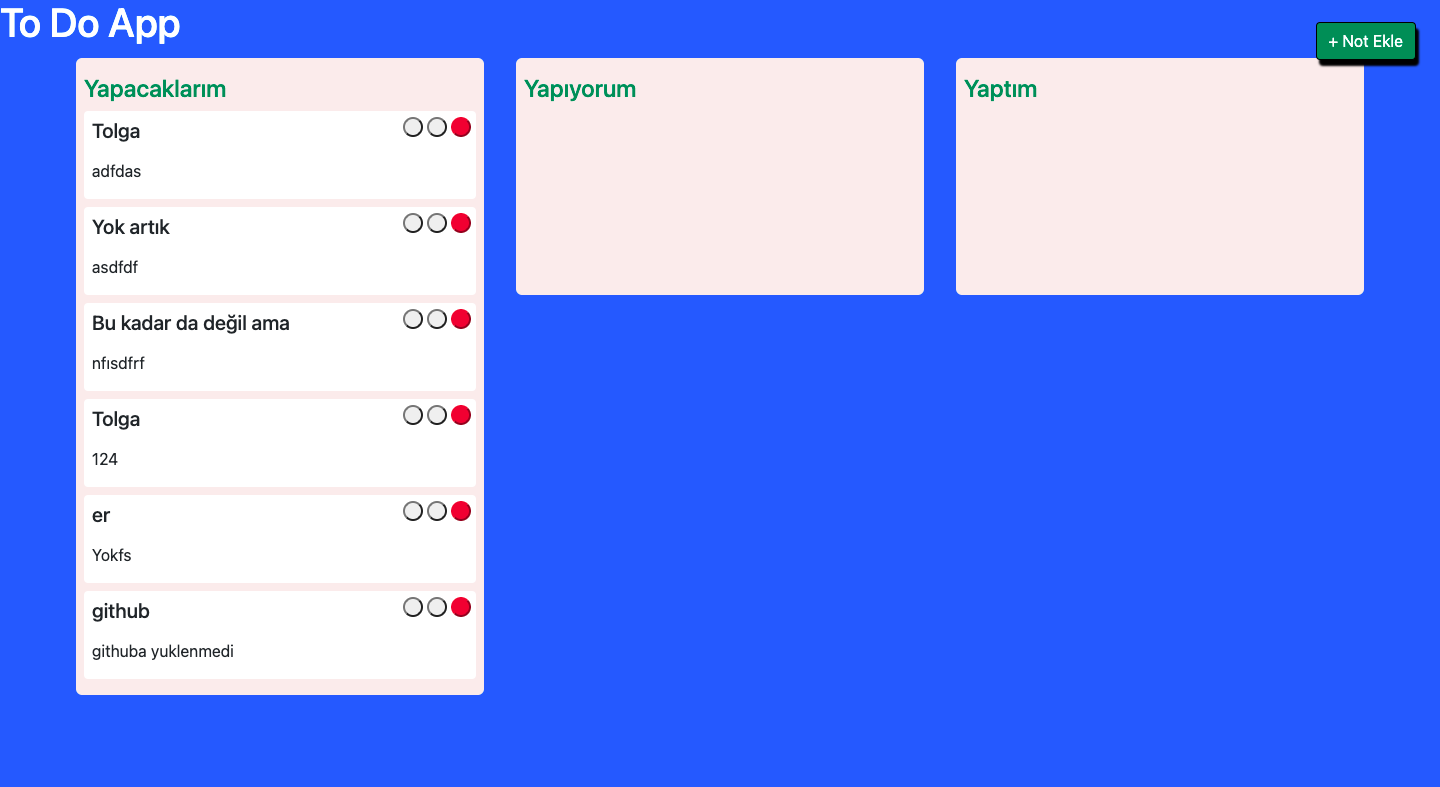 To Do App
+ Not Ekle
Yapacaklarım
Tolga
adfdas
Yok artık
asdfdf
Bu kadar da değil ama
nfısdfrf
Tolga
124
er
Yokfs
github
githuba yuklenmedi
Yapıyorum
Yaptım